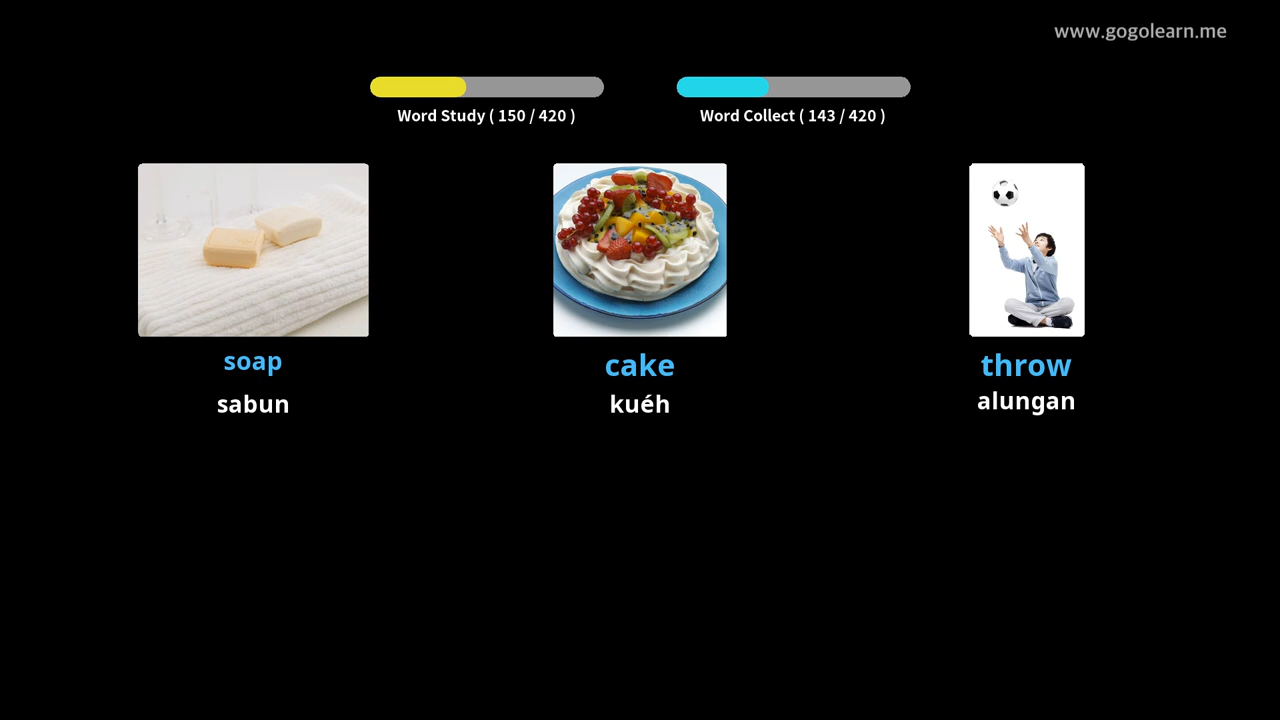 www.gogolearn.me
Word Study ( 150 / 420 )
Word Collect ( 143 / 420 )
soap
cake
throw
sabun
kuéh
alungan